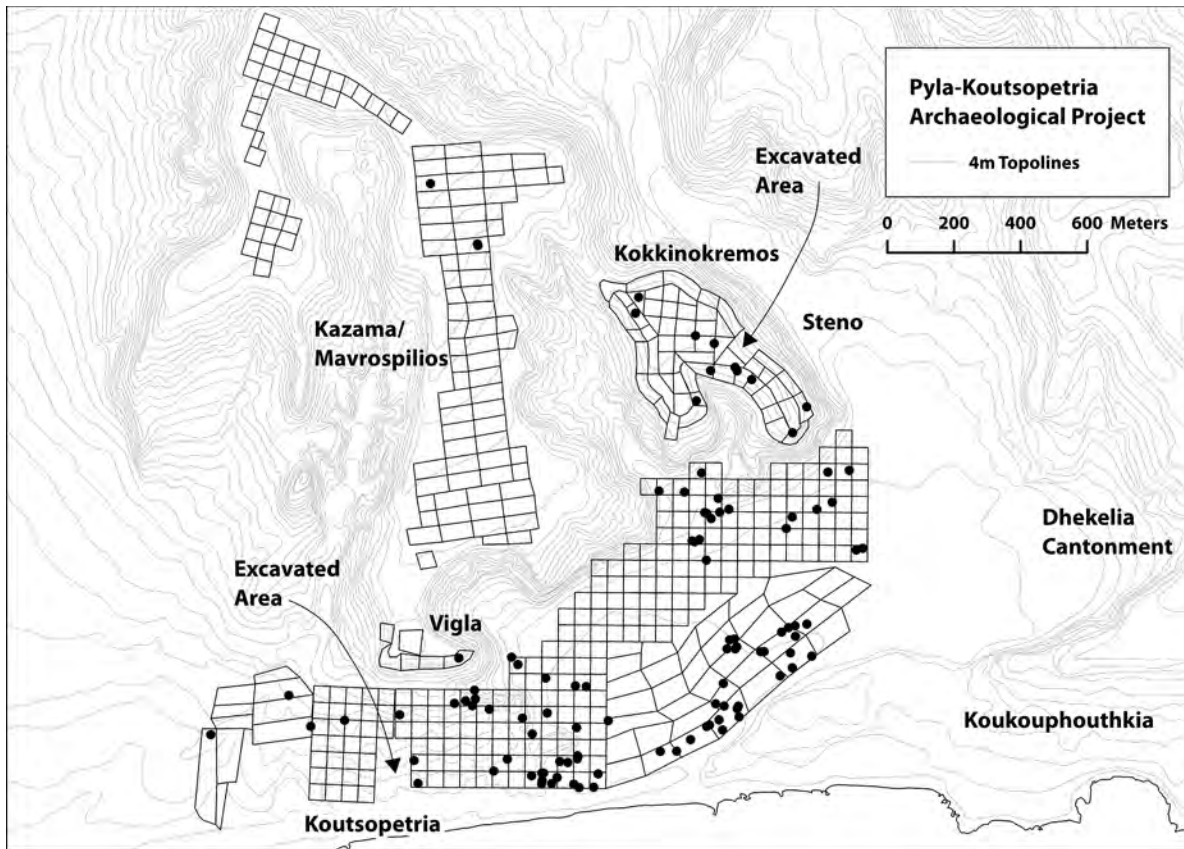 Pyla-Koutsopetria
Archaeological Project
4m Topolines
0 200 400 600 Meters
Excavated
Area
Kokkinokremos
Steno
Kazama/
Mavrospilios
Dhekelia
Cantonment
Excavated
Area
Vigla
Koukouphouthkia
Koutsopetria